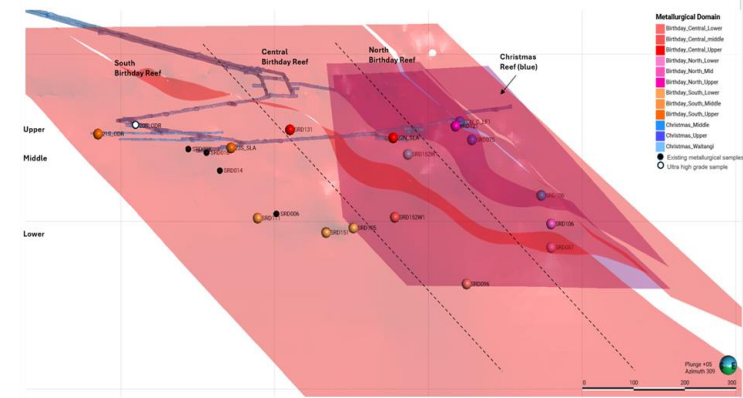 Metallurgical Domain
Birthday_Central_Lower
Birthday_Central_middle
Birthday_Central_Upper
Birthday_North_Lower
Birthday_North_Mid
Birthday_North_Upper
Birthday_South_Lower
Birthday_South_Middle
Birthday_South_Upper
Christmas_Middle
Christmas_Upper
Christmas_Waitangi
Existing metallurgical samples
Ultra high grade sample
South
Birthday Reef
Central
Birthday Reef
North
Birthday Reef
Christmas
Reef (blue)
Upper
Middle
Lower
SRD131
SRD014
SRD006
SRD151
SRD152W1
SRD106
SRD096
Plunge +05
Azimuth 309
0 100 200 300